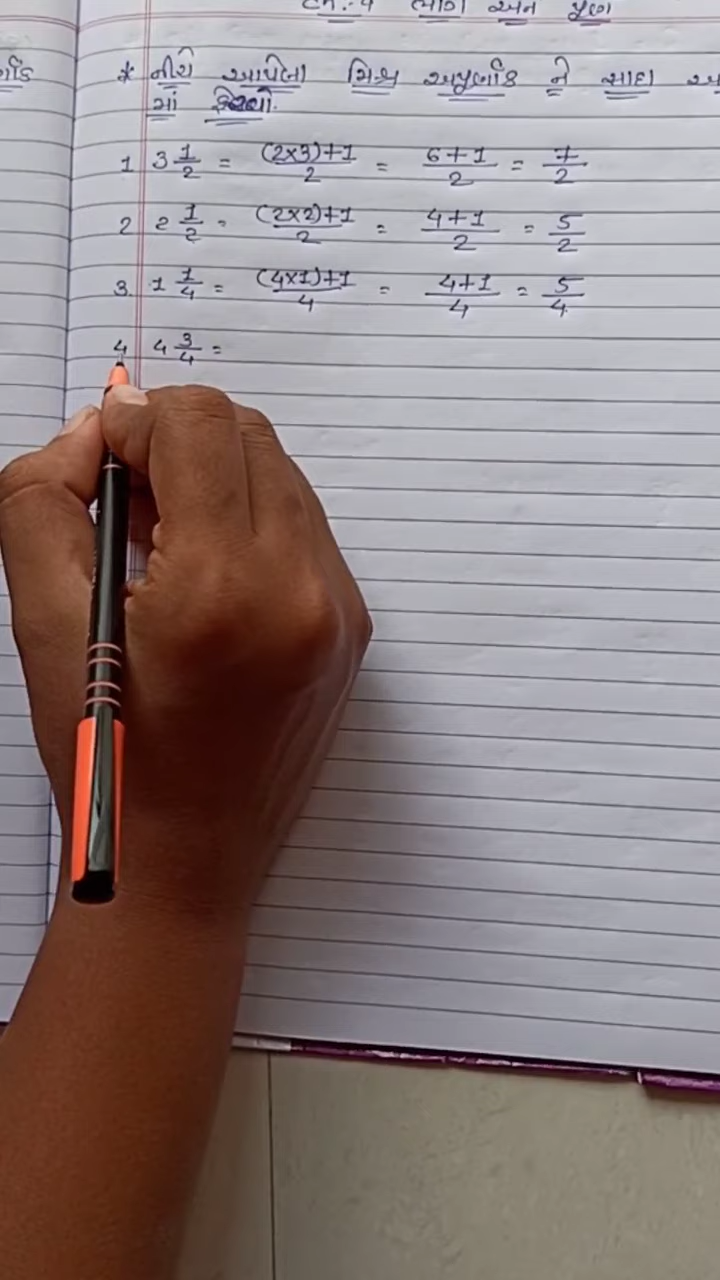 ભાગ અને પૂર્ણ
* નીચે આપેલા મિશ્ર અપૂર્ણાંક ને સાદા
માં ફેરવો.
1 3 1/2 = (2×3)+1/2 = 6+1/2 = 7/2
2 2 1/2 = (2×2)+1/2 = 4+1/2 = 5/2
3. 1 1/4 = (4×1)+1/4 = 4+1/4 = 5/4
4 4 3/4 =